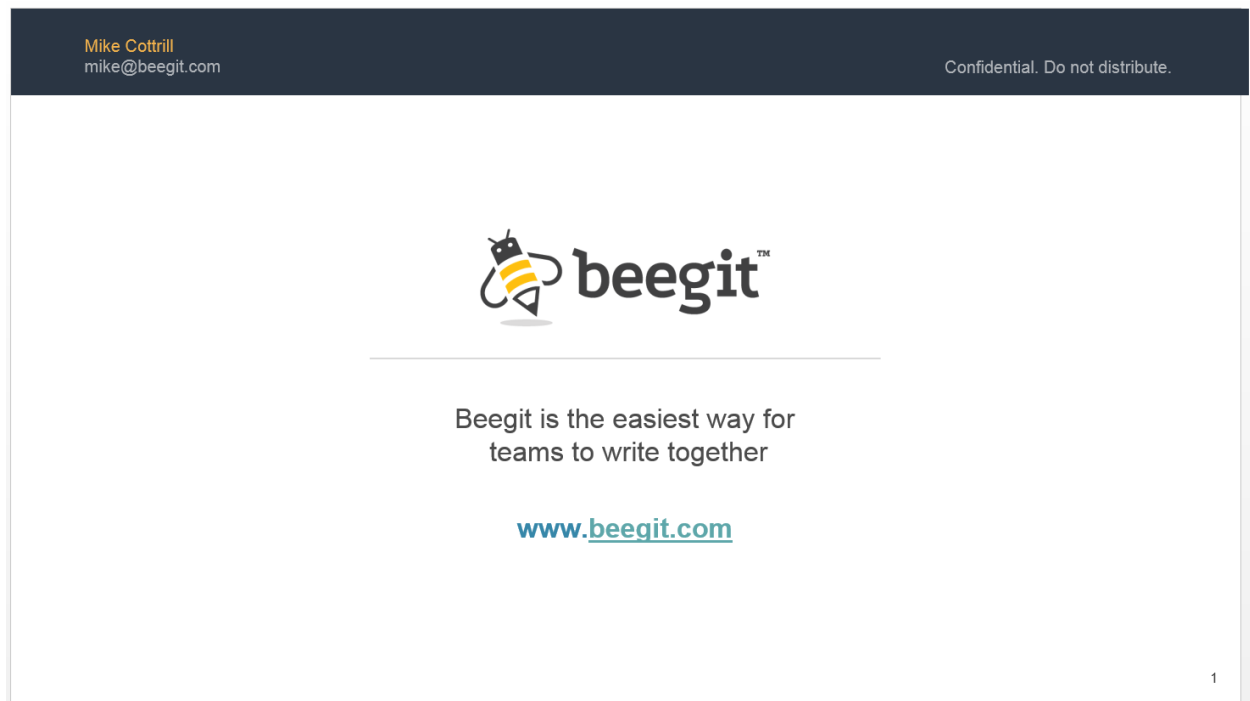 Mike Cottrill
mike@beegit.com
Confidential. Do not distribute.
beegit™
Beegit is the easiest way for
teams to write together
www.beegit.com
1